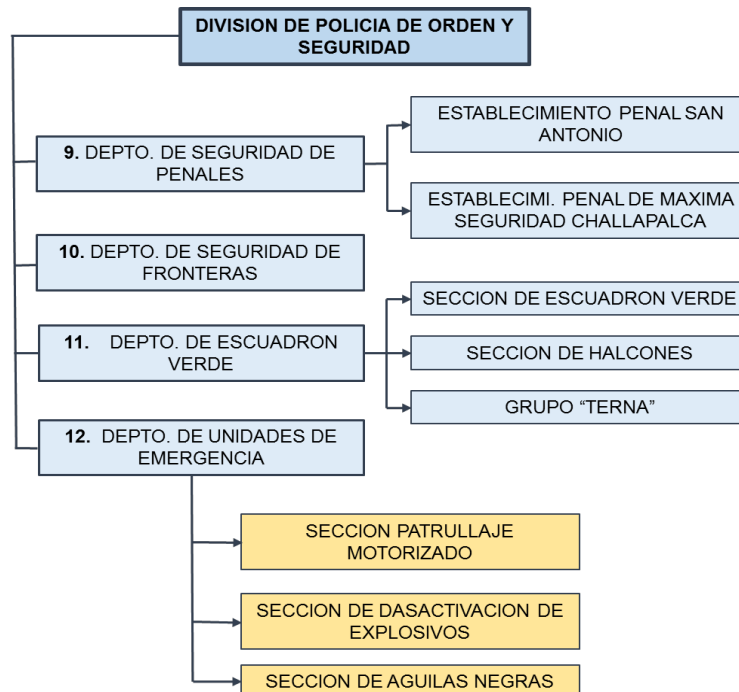 DIVISION DE POLICIA DE ORDEN Y
SEGURIDAD
9. DEPTO. DE SEGURIDAD DE
PENALES
ESTABLECIMIENTO PENAL SAN
ANTONIO
ESTABLECIMI. PENAL DE MAXIMA
SEGURIDAD CHALLAPALCA
10. DEPTO. DE SEGURIDAD DE
FRONTERAS
11. DEPTO. DE ESCUADRON
VERDE
SECCION DE ESCUADRON VERDE
SECCION DE HALCONES
GRUPO “TERNA”
12. DEPTO. DE UNIDADES DE
EMERGENCIA
SECCION PATRULLAJE
MOTORIZADO
SECCION DE DASACTIVACION DE
EXPLOSIVOS
SECCION DE AGUILAS NEGRAS